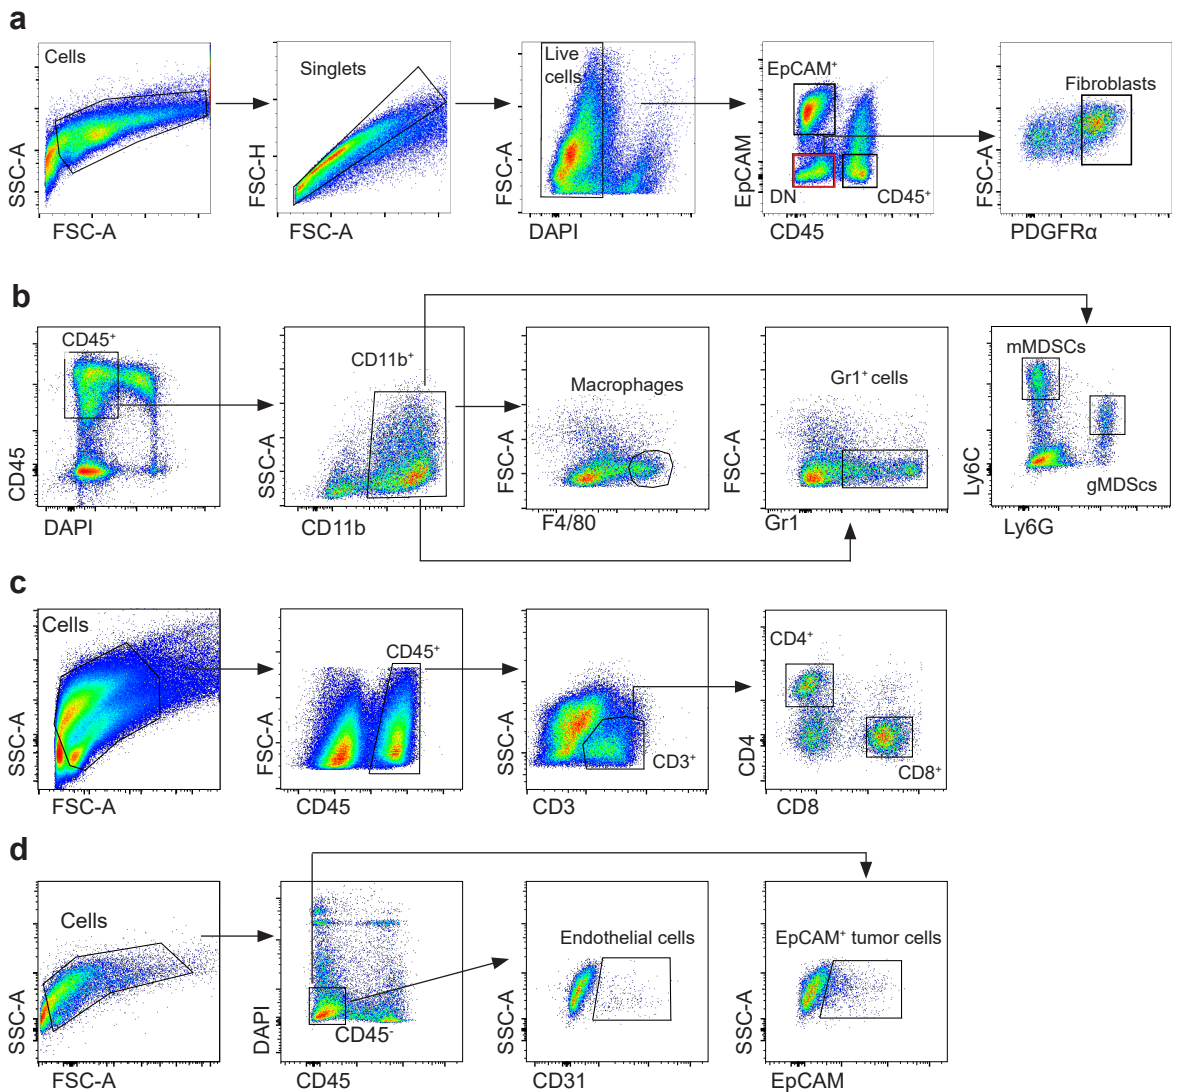 a
Cells
SSC-A
FSC-A
Singlets
FSC-H
FSC-A
Live
cells
FSC-A
DAPI
EpCAM⁺
EpCAM
DN
CD45⁺
CD45
Fibroblasts
FSC-A
PDGFRα
b
CD45⁺
CD45
DAPI
CD11b⁺
SSC-A
CD11b
Macrophages
FSC-A
F4/80
Gr1⁺ cells
FSC-A
Gr1
mMDSCs
Ly6C
gMDScs
Ly6G
c
Cells
SSC-A
FSC-A
CD45⁺
FSC-A
CD45
SSC-A
CD3⁺
CD3
CD4⁺
CD4
CD8⁺
CD8
d
Cells
SSC-A
FSC-A
DAPI
CD45⁻
CD45
Endothelial cells
SSC-A
CD31
EpCAM⁺ tumor cells
SSC-A
EpCAM